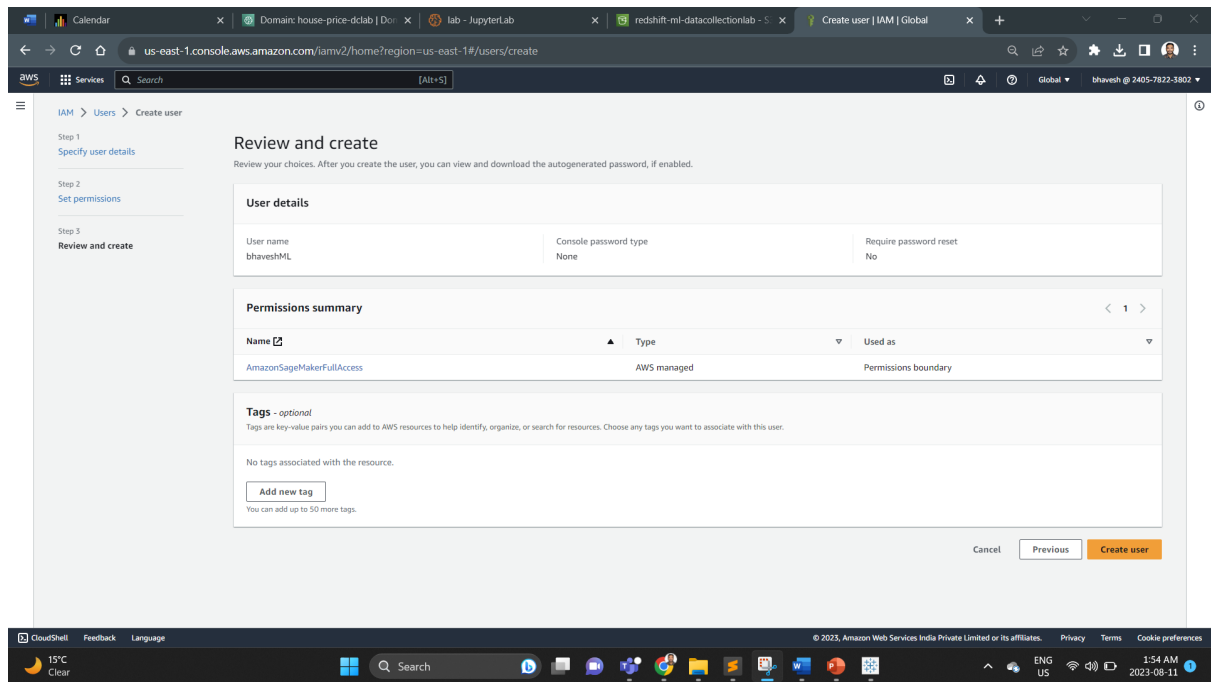 Calendar
Domain: house-price-dclab | Don
lab - JupyterLab
redshift-ml-datacollectionlab - S
Create user | IAM | Global
us-east-1.console.aws.amazon.com/iamv2/home?region=us-east-1#/users/create
aws
Services
Search
[Alt+S]
Global
bhavesh @ 2405-7822-3802
IAM > Users > Create user
Step 1
Specify user details
Step 2
Set permissions
Step 3
Review and create
Review and create
Review your choices. After you create the user, you can view and download the autogenerated password, if enabled.
User details
User name
bhaveshML
Console password type
None
Require password reset
No
Permissions summary
1
Name
Type
Used as
AmazonSageMakerFullAccess
AWS managed
Permissions boundary
Tags - optional
Tags are key-value pairs you can add to AWS resources to help identify, organize, or search for resources. Choose any tags you want to associate with this user.
No tags associated with the resource.
Add new tag
You can add up to 50 more tags.
Cancel
Previous
Create user
CloudShell
Feedback
Language
© 2023, Amazon Web Services India Private Limited or its affiliates.
Privacy
Terms
Cookie preferences
15°C
Clear
Search
ENG
US
1:54 AM
2023-08-11
1